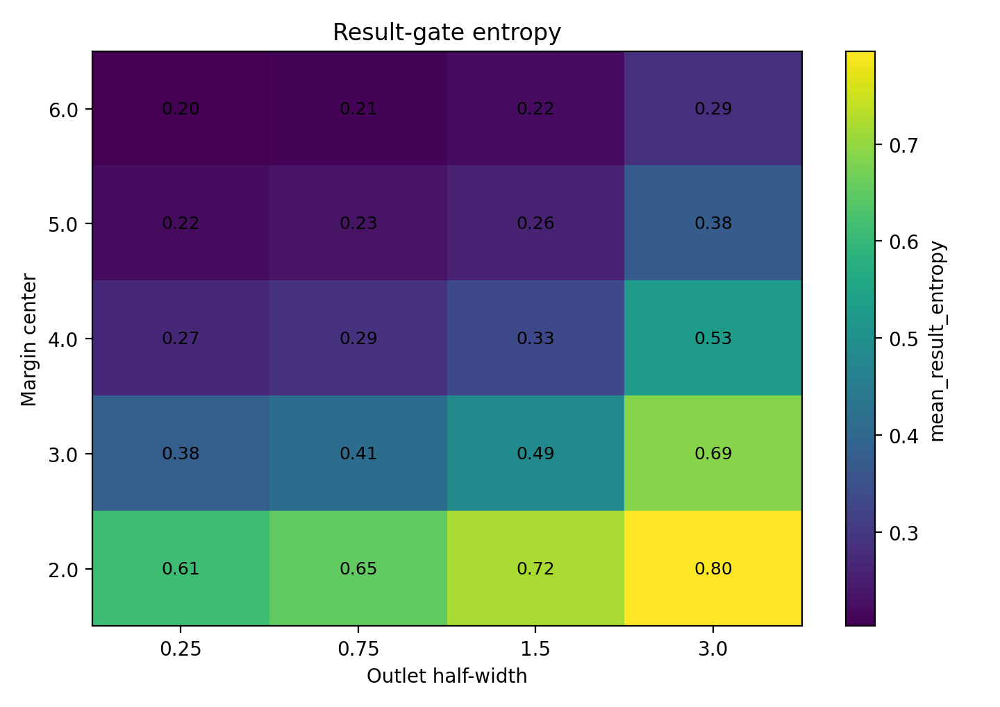 Result-gate entropy
6.0 0.20 0.21 0.22 0.29
5.0 0.22 0.23 0.26 0.38
4.0 0.27 0.29 0.33 0.53
3.0 0.38 0.41 0.49 0.69
2.0 0.61 0.65 0.72 0.80
0.25 0.75 1.5 3.0
Outlet half-width
Margin center
0.7
0.6
0.5
0.4
0.3
mean_result_entropy